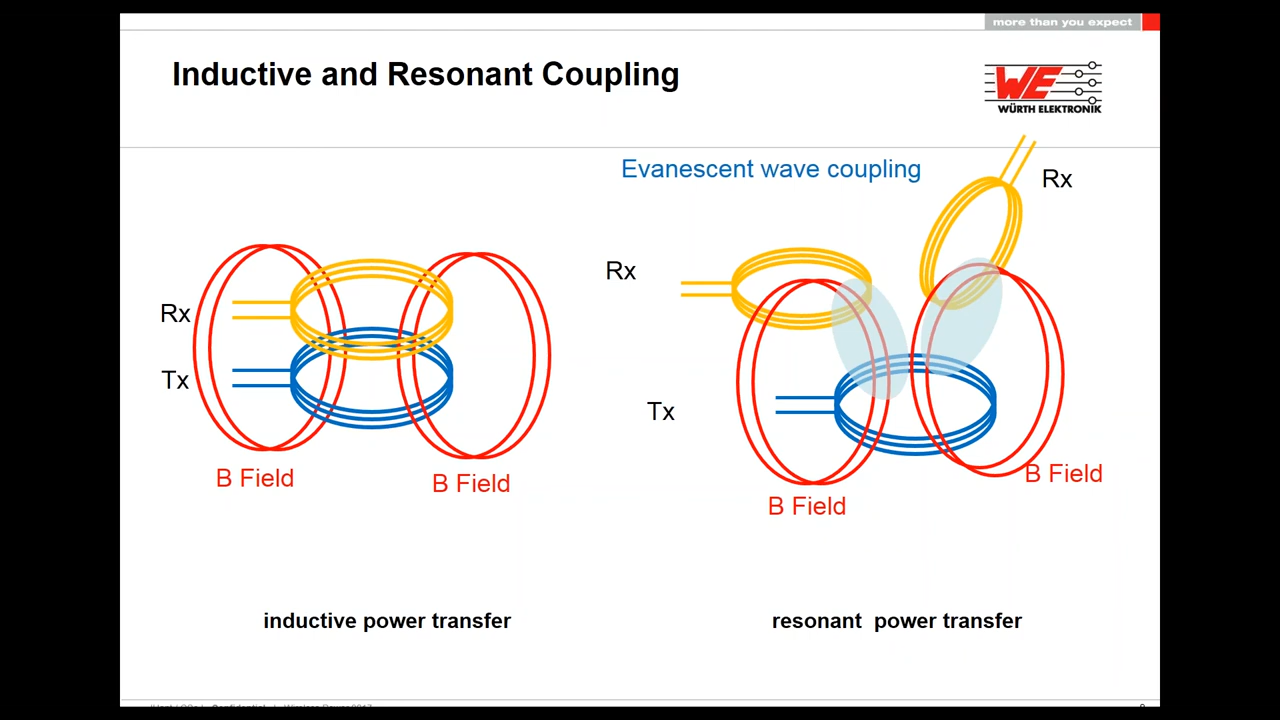 more than you expect
Inductive and Resonant Coupling
WE
WÜRTH ELEKTRONIK
Evanescent wave coupling
Rx
Rx
Rx
Tx
Tx
B Field
B Field
B Field
B Field
inductive power transfer
resonant power transfer